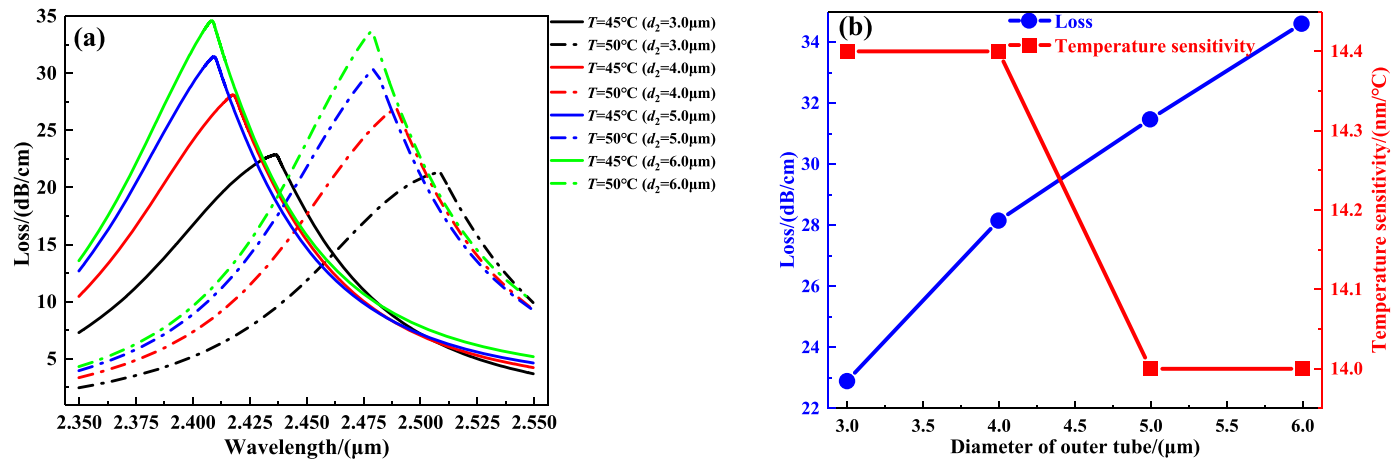 (a)
35
30
25
20
15
10
5
2.350 2.375 2.400 2.425 2.450 2.475 2.500 2.525 2.550
Loss/(dB/cm)
Wavelength/(μm)
T=45°C (d2=3.0μm)
T=50°C (d2=3.0μm)
T=45°C (d2=4.0μm)
T=50°C (d2=4.0μm)
T=45°C (d2=5.0μm)
T=50°C (d2=5.0μm)
T=45°C (d2=6.0μm)
T=50°C (d2=6.0μm)
(b)
Loss
Temperature sensitivity
34
32
30
28
26
24
22
Loss/(dB/cm)
3.0 3.5 4.0 4.5 5.0 5.5 6.0
Diameter of outer tube/(μm)
14.4
14.3
14.2
14.1
14.0
Temperature sensitivity/(nm/°C)